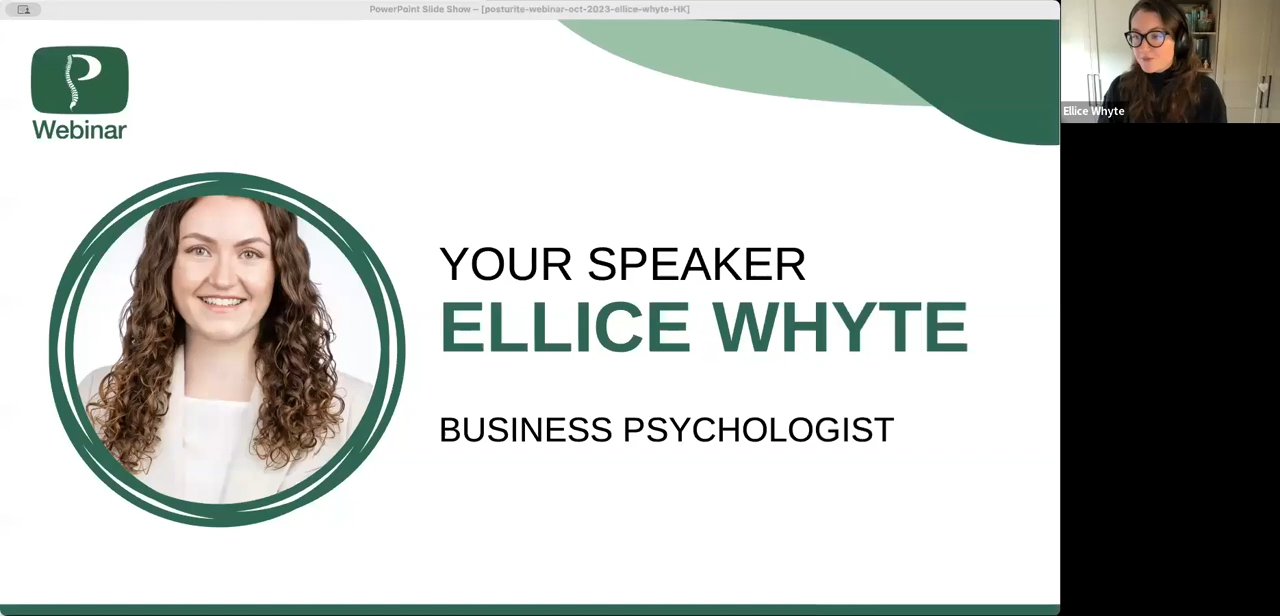 PowerPoint Slide Show – [posturite-webinar-oct-2023-ellice-whyte-HK]
Webinar
YOUR SPEAKER
ELLICE WHYTE
BUSINESS PSYCHOLOGIST
Ellice Whyte